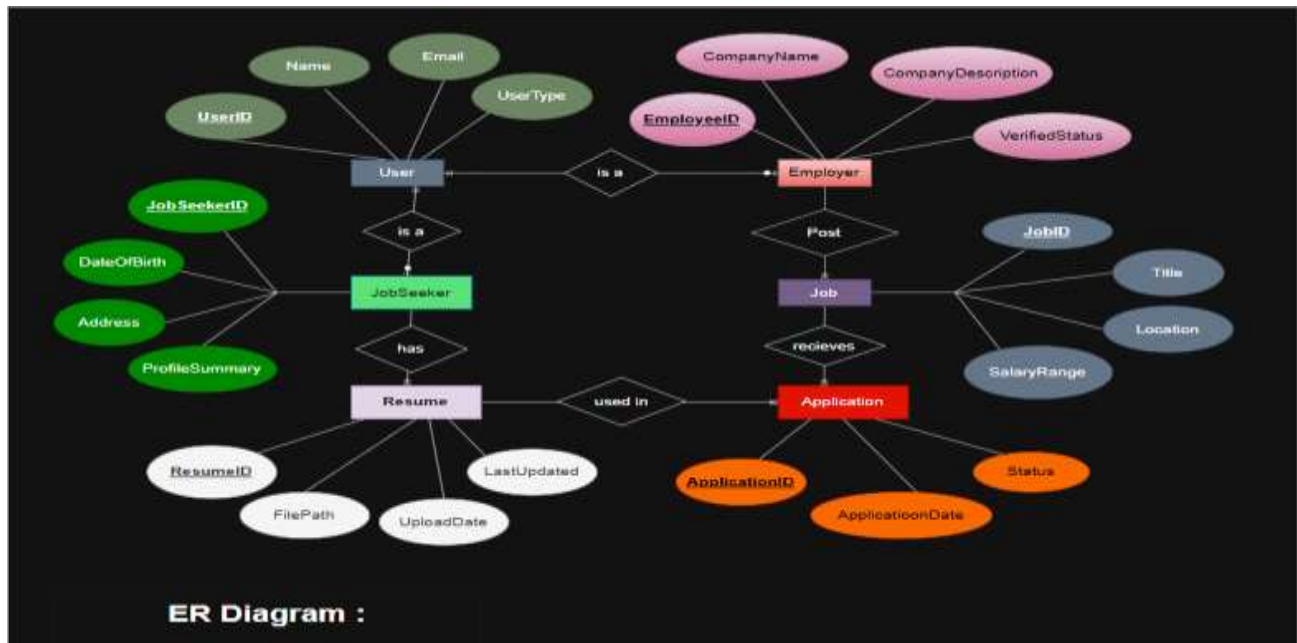 Email
CompanyName
Name
CompanyDescription
UserType
UserID
EmployeeID
VerifiedStatus
User
is a
Employer
JobSeekerID
is a
Post
JobID
DateOfBirth
Title
JobSeeker
Job
Address
Location
has
recieves
ProfileSummary
SalaryRange
Resume
used in
Application
ResumeID
LastUpdated
Status
ApplicationID
FilePath
UploadDate
ApplicatioonDate
ER Diagram :